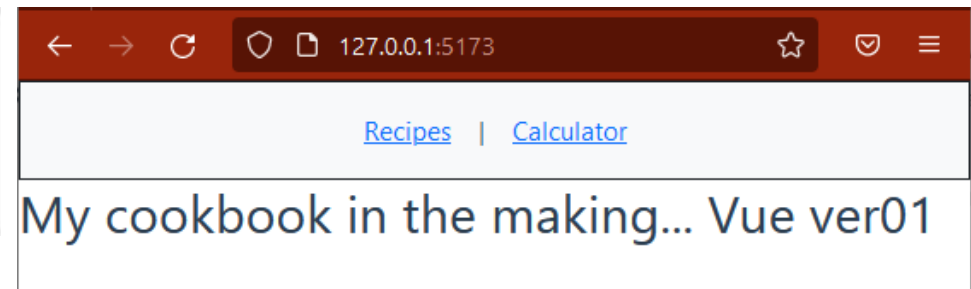 127.0.0.1:5173
Recipes | Calculator
My cookbook in the making... Vue ver01